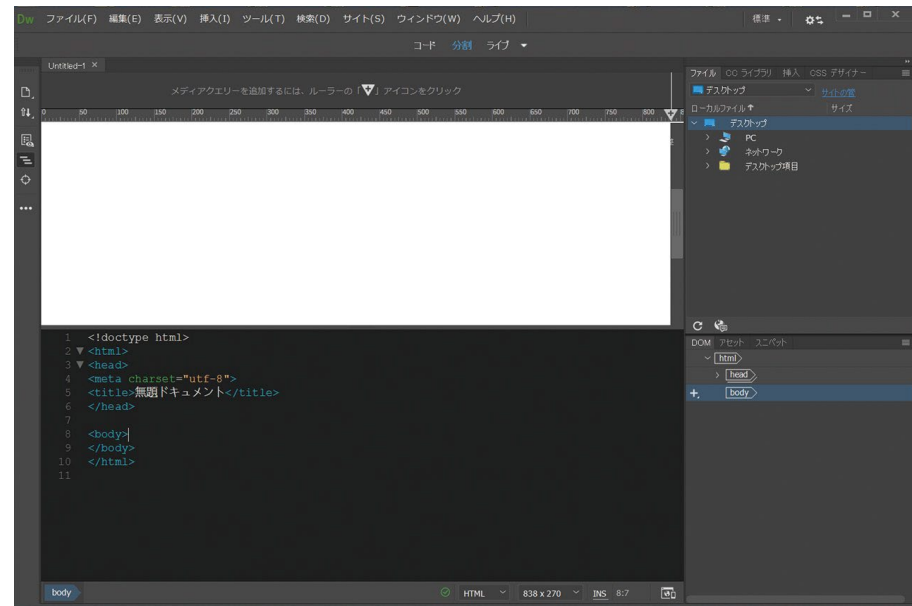 Dw ファイル(F) 編集(E) 表示(V) 挿入(I) ツール(T) 検索(D) サイト(S) ウィンドウ(W) ヘルプ(H) 標準
コード 分割 ライブ
Untitled-1 ×
メディアクエリーを追加するには、ルーラーの「」アイコンをクリック
0 50 100 150 200 250 300 350 400 450 500 550 600 650 700 750 800
1 <!doctype html>
2 <html>
3 <head>
4 <meta charset="utf-8">
5 <title>無題ドキュメント</title>
6 </head>
7
8 <body>
9 </body>
10 </html>
11
body HTML 838 x 270 INS 8:7
ファイル CC ライブラリ 挿入 CSS デザイナー
デスクトップ サイトの管
ローカルファイル サイズ
デスクトップ
PC
ネットワーク
デスクトップ項目
DOM アセット スニペット
html
head
body